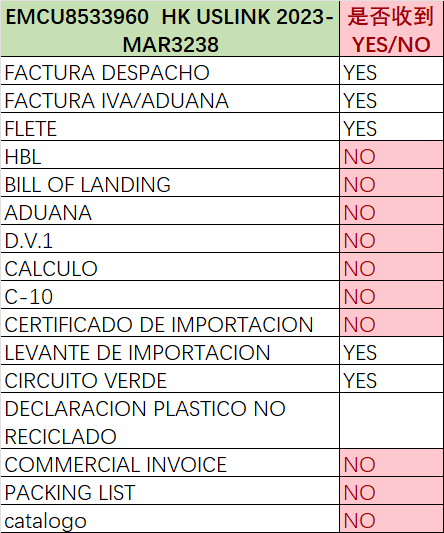 EMCU8533960 HK USLINK 2023- 是否收到
MAR3238 YES/NO
FACTURA DESPACHO YES
FACTURA IVA/ADUANA YES
FLETE YES
HBL NO
BILL OF LANDING NO
ADUANA NO
D.V.1 NO
CALCULO NO
C-10 NO
CERTIFICADO DE IMPORTACION NO
LEVANTE DE IMPORTACION YES
CIRCUITO VERDE YES
DECLARACION PLASTICO NO
RECICLADO
COMMERCIAL INVOICE NO
PACKING LIST NO
catalogo NO